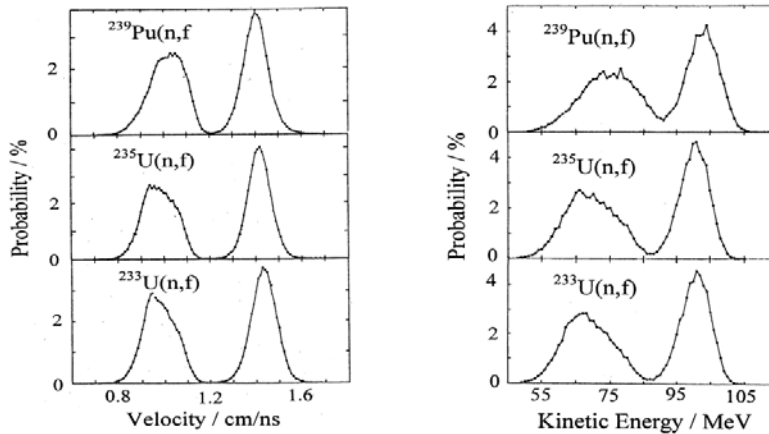 ²³⁹Pu(n,f
2
0
²³⁵U(n,f)
2
0
²³³U(n,f)
2
0
Probability / %
0.8 1.2 1.6
Velocity / cm/ns
4
²³⁹Pu(n,f)
2
0
4
²³⁵U(n,f)
2
0
4
²³³U(n,f)
2
0
Probability / %
55 65 75 85 95 105
Kinetic Energy / MeV